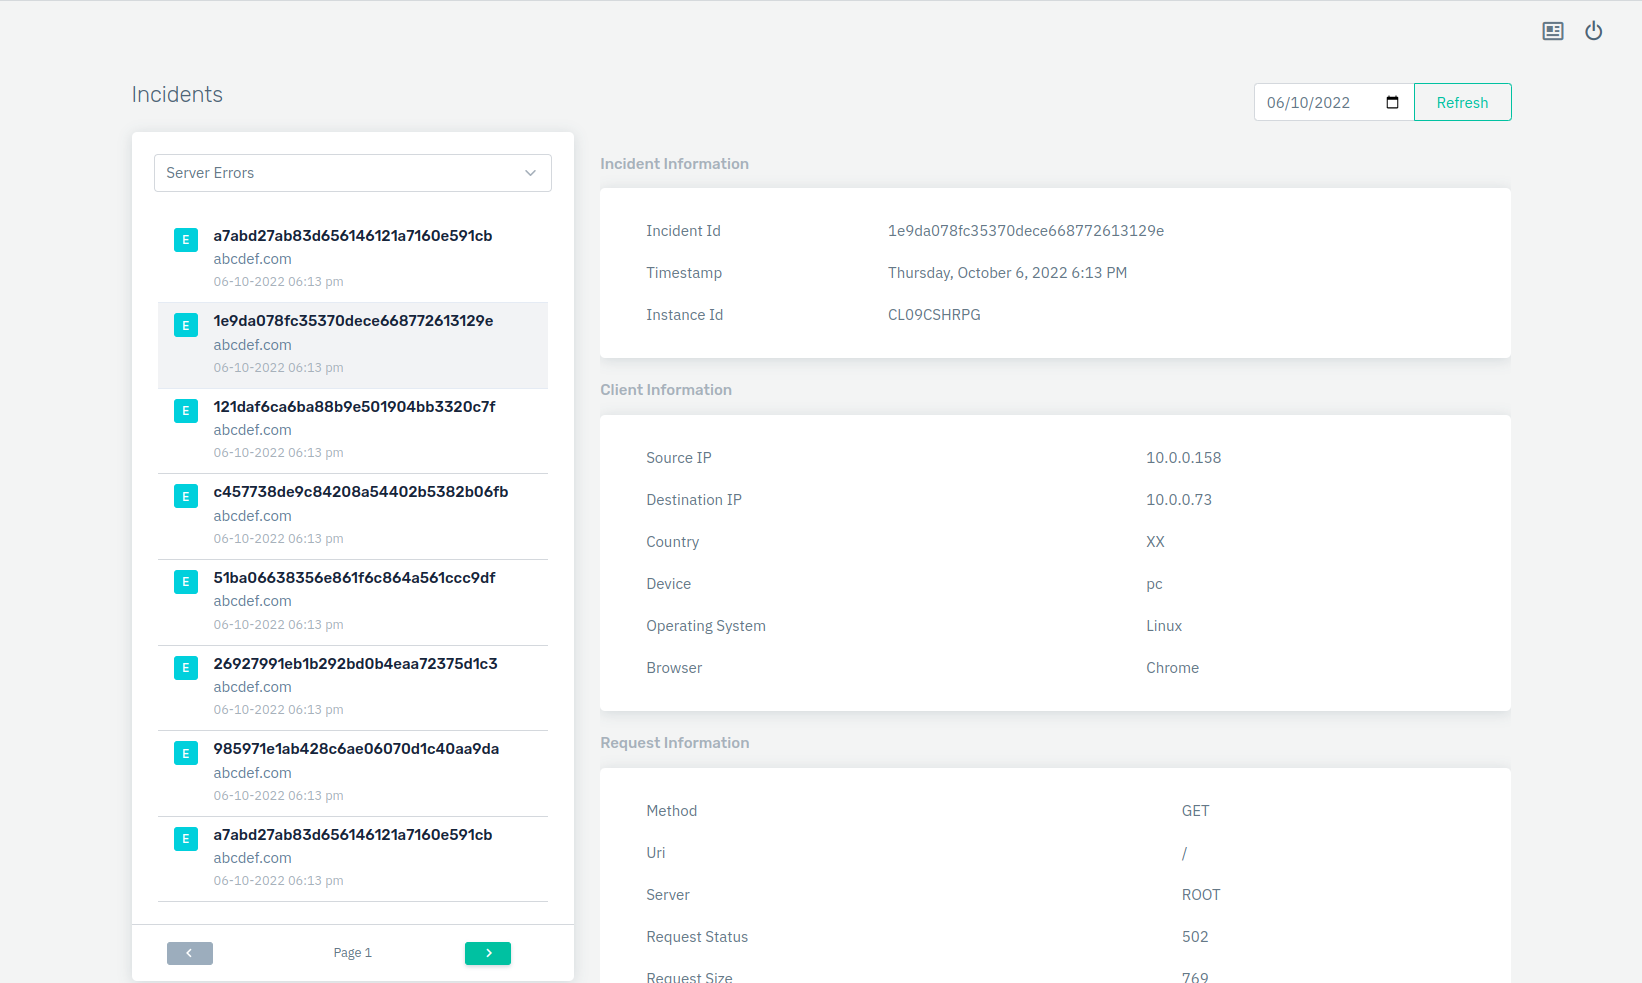 Incidents
06/10/2022
Refresh
Server Errors
E
a7abd27ab83d656146121a7160e591cb
abcdef.com
06-10-2022 06:13 pm
E
1e9da078fc35370dece668772613129e
abcdef.com
06-10-2022 06:13 pm
E
121daf6ca6ba88b9e501904bb3320c7f
abcdef.com
06-10-2022 06:13 pm
E
c457738de9c84208a54402b5382b06fb
abcdef.com
06-10-2022 06:13 pm
E
51ba06638356e861f6c864a561ccc9df
abcdef.com
06-10-2022 06:13 pm
E
26927991eb1b292bd0b4eaa72375d1c3
abcdef.com
06-10-2022 06:13 pm
E
985971e1ab428c6ae06070d1c40aa9da
abcdef.com
06-10-2022 06:13 pm
E
a7abd27ab83d656146121a7160e591cb
abcdef.com
06-10-2022 06:13 pm
Page 1
Incident Information
Incident Id 1e9da078fc35370dece668772613129e
Timestamp Thursday, October 6, 2022 6:13 PM
Instance Id CL09CSHRPG
Client Information
Source IP 10.0.0.158
Destination IP 10.0.0.73
Country XX
Device pc
Operating System Linux
Browser Chrome
Request Information
Method GET
Uri /
Server ROOT
Request Status 502
Request Size 769